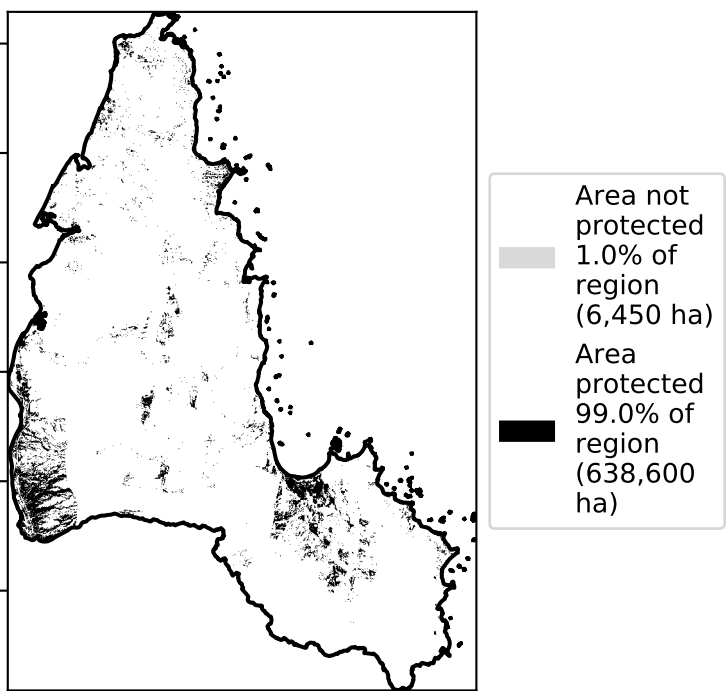 Area not
protected
1.0% of
region
(6,450 ha)
Area
protected
99.0% of
region
(638,600
ha)